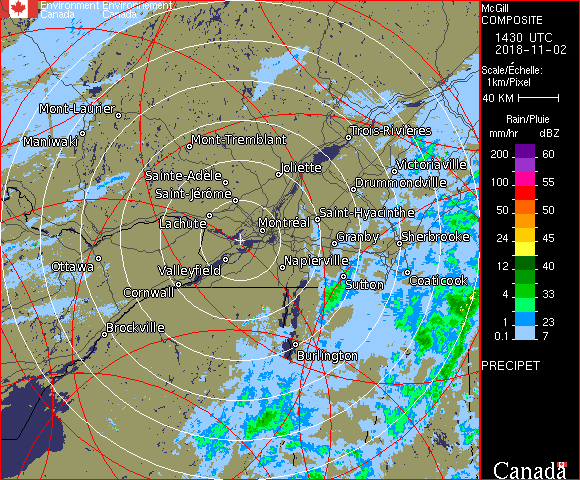 Environment Environnement
Canada Canada
McGill
COMPOSITE
1430 UTC
2018-11-02
Scale/Échelle:
1km/Pixel
40 KM
Rain/Pluie
mm/hr dBZ
200 60
100 55
50 50
24 45
12 40
4 33
1 23
0.1 7
PRECIPET
Canada
Mont-Laurier
Maniwaki
Mont-Tremblant
Trois-Rivières
Victoriaville
Joliette
Sainte-Adèle
Drummondville
Saint-Jérôme
Lachute
Saint-Hyacinthe
Montréal
Granby
Sherbrooke
Ottawa
Valleyfield
Napierville
Coaticook
Sutton
Cornwall
Brockville
Burlington